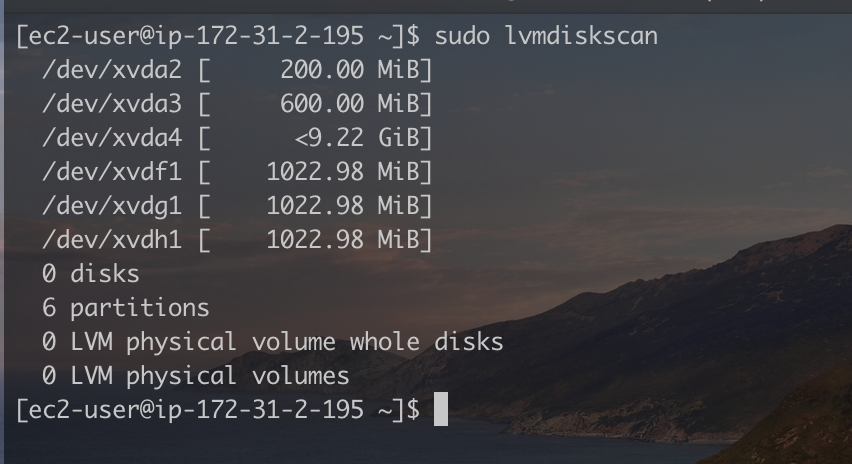 [ec2-user@ip-172-31-2-195 ~]$ sudo lvmdiskscan
/dev/xvda2 [     200.00 MiB]
/dev/xvda3 [     600.00 MiB]
/dev/xvda4 [      <9.22 GiB]
/dev/xvdf1 [    1022.98 MiB]
/dev/xvdg1 [    1022.98 MiB]
/dev/xvdh1 [    1022.98 MiB]
0 disks
6 partitions
0 LVM physical volume whole disks
0 LVM physical volumes
[ec2-user@ip-172-31-2-195 ~]$